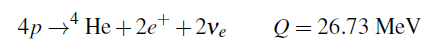 4p →⁴ He + 2e⁺ + 2νₑ Q = 26.73 MeV